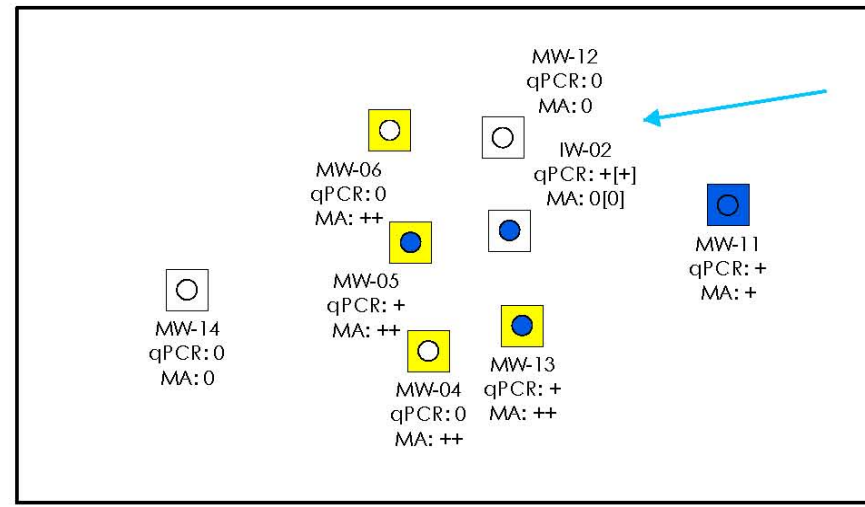 MW-12
qPCR: 0
MA: 0
IW-02
qPCR: +[+]
MA: 0[0]
MW-06
qPCR: 0
MA: ++
MW-11
qPCR: +
MA: +
MW-05
qPCR: +
MA: ++
MW-14
qPCR: 0
MA: 0
MW-13
qPCR: +
MA: ++
MW-04
qPCR: 0
MA: ++